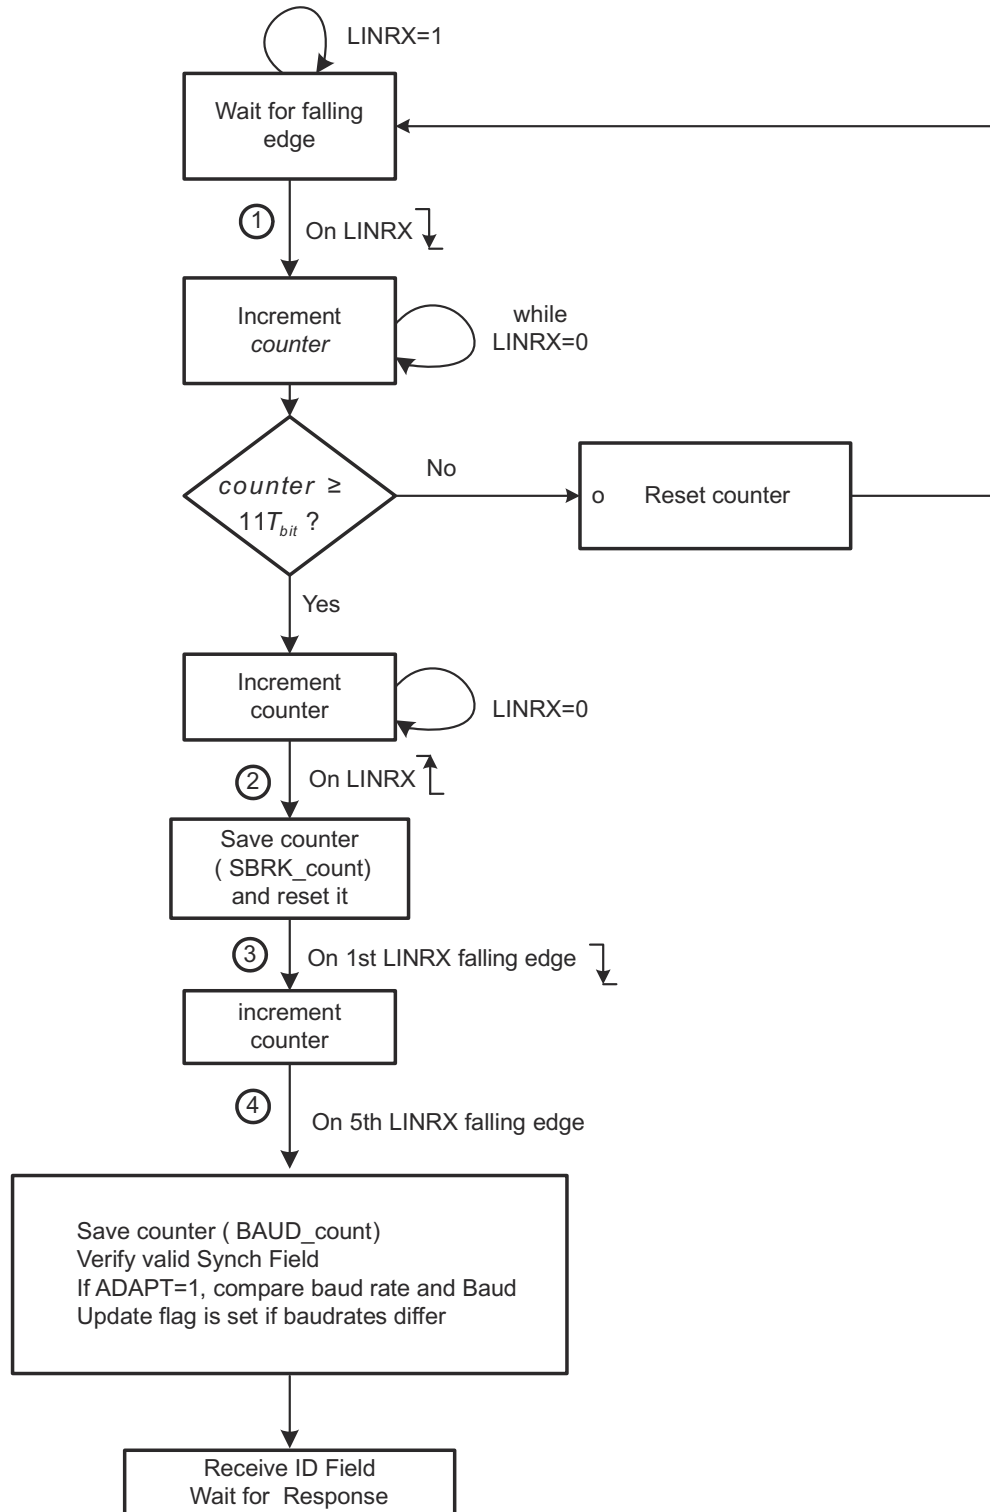 LINRX=1
Wait for falling
edge
1
On LINRX
Increment
counter
while
LINRX=0
counter ≥
11Tbit ?
No
o Reset counter
Yes
Increment
counter
LINRX=0
2
On LINRX
Save counter
( SBRK_count)
and reset it
3
On 1st LINRX falling edge
increment
counter
4
On 5th LINRX falling edge
Save counter ( BAUD_count)
Verify valid Synch Field
If ADAPT=1, compare baud rate and Baud
Update flag is set if baudrates differ
Receive ID Field
Wait for Response